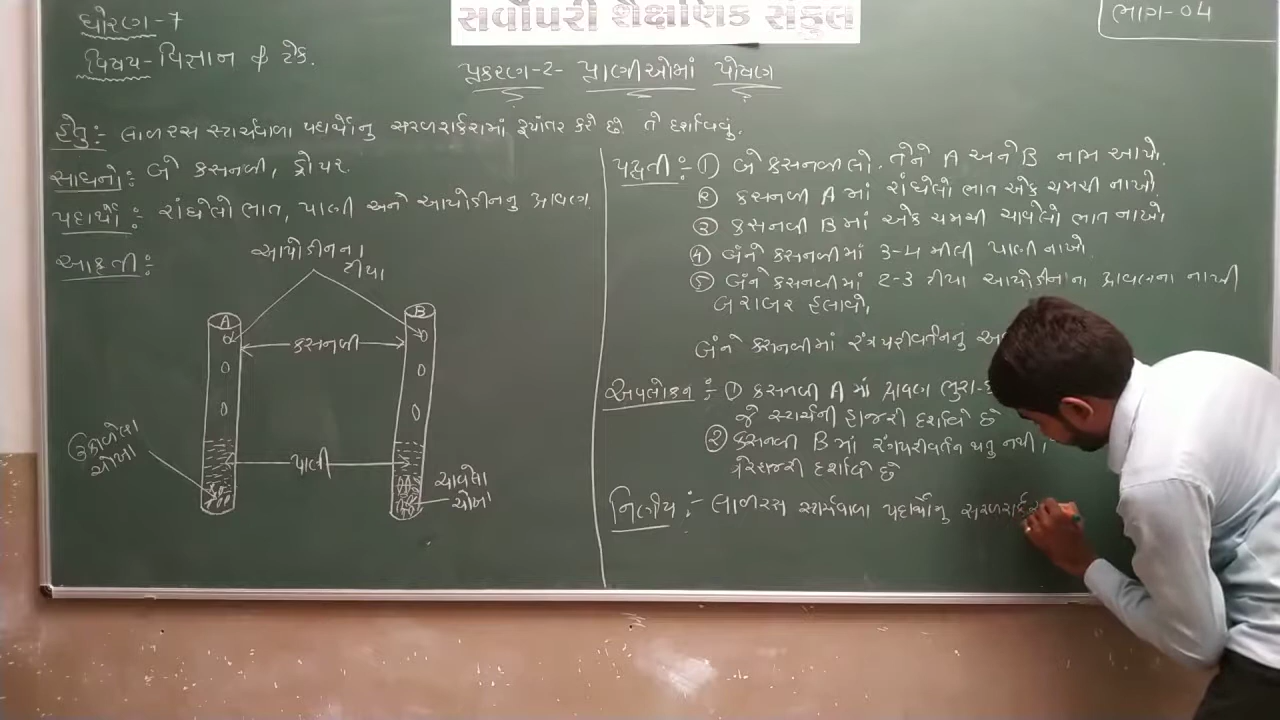 ધોરણ-7
સર્વોપરી શૈક્ષણિક સંકુલ
ભાગ-04
વિષય-વિજ્ઞાન & ટેક.
પ્રકરણ-2- પ્રાણીઓમાં પોષણ
હેતુ:- લાળરસ સ્ટાર્ચવાળા પદાર્થોનુ સરળશર્કરામાં રૂપાંતર કરે છે. તે દર્શાવવું.
સાધનો:- બે કસનળી, ડ્રોપર.
પદાર્થો:- રાંધેલો ભાત, પાણી અને આયોડીનનુ દ્રાવણ
આકૃતી:-
આયોડીનના
ટીપા
A
B
કસનળી
ઉકાળેલા
ચોખા
પાણી
ચાવેલા
ચોખા
પદ્ધતી:- ① બે કસનળી લો. તેને A અને B નામ આપો.
② કસનળી A માં રાંધેલો ભાત એક ચમચી નાખો.
③ કસનળી B માં એક ચમચી ચાવેલો ભાત નાખો.
④ બંને કસનળીમાં 3-4 મીલી પાણી નાખો.
⑤ બંને કસનળીમાં 2-3 ટીપા આયોડીનના દ્રાવણના નાખી
બરાબર હલાવો.
બંને કસનળીમાં રંગપરીવર્તનનુ
અવલોકન:- ① કસનળી A માં દ્રાવણ ભુરા-
જે સ્ટાર્ચની હાજરી દર્શાવે છે
② કસનળી B માં રંગપરીવર્તન થતુ નથી.
દર્શાવે છે
નિર્ણય:- લાળરસ સ્ટાર્ચવાળા પદાર્થોનુ